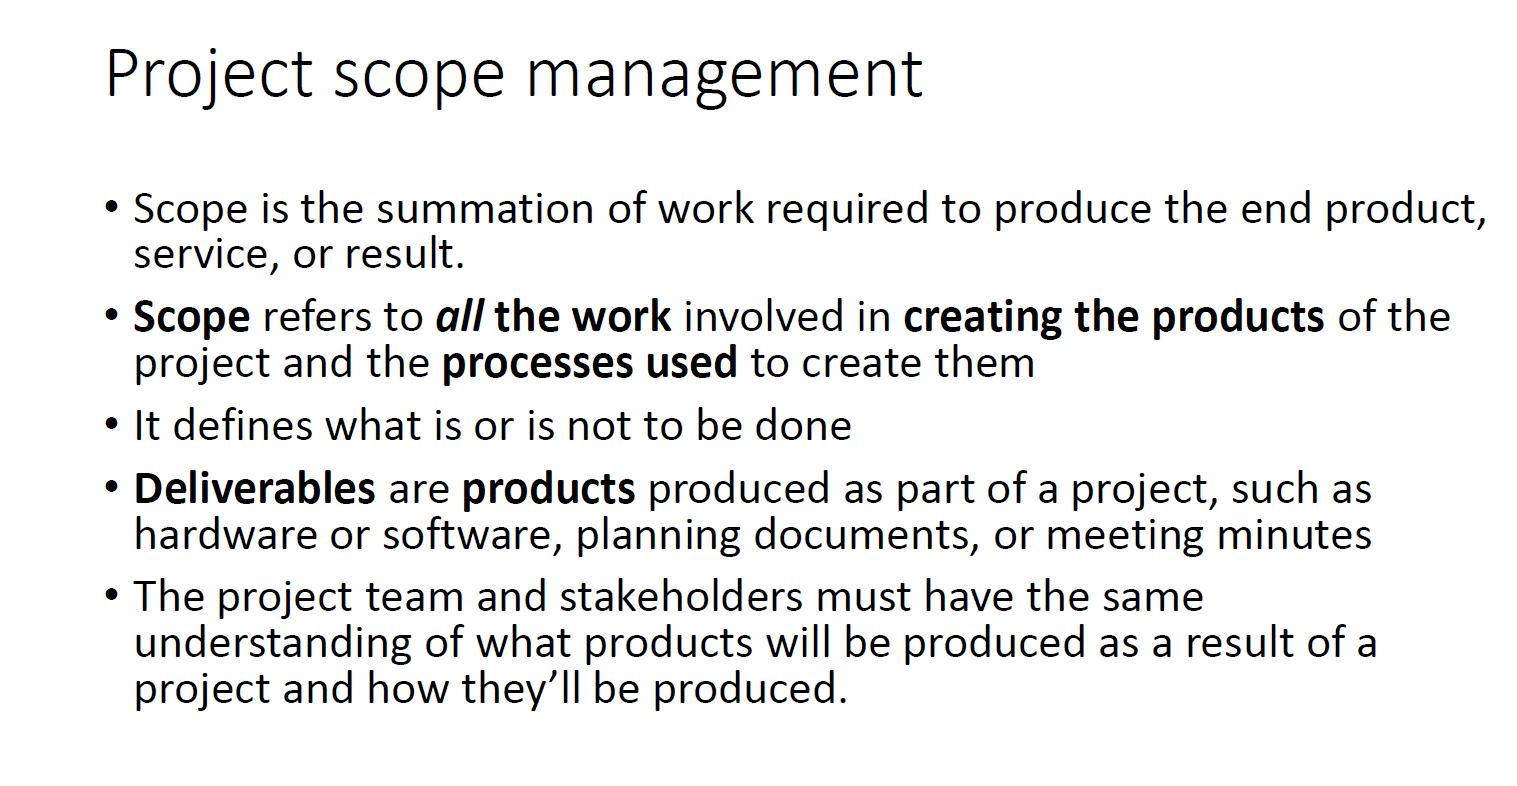 Project scope management
• Scope is the summation of work required to produce the end product,
service, or result.
• Scope refers to all the work involved in creating the products of the
project and the processes used to create them
• It defines what is or is not to be done
• Deliverables are products produced as part of a project, such as
hardware or software, planning documents, or meeting minutes
• The project team and stakeholders must have the same
understanding of what products will be produced as a result of a
project and how they’ll be produced.